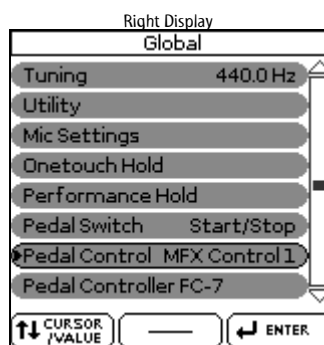 Right Display
Global
Tuning 440.0 Hz
Utility
Mic Settings
Onetouch Hold
Performance Hold
Pedal Switch Start/Stop
Pedal Control MFX Control 1
Pedal Controller FC-7
CURSOR
/VALUE
ENTER